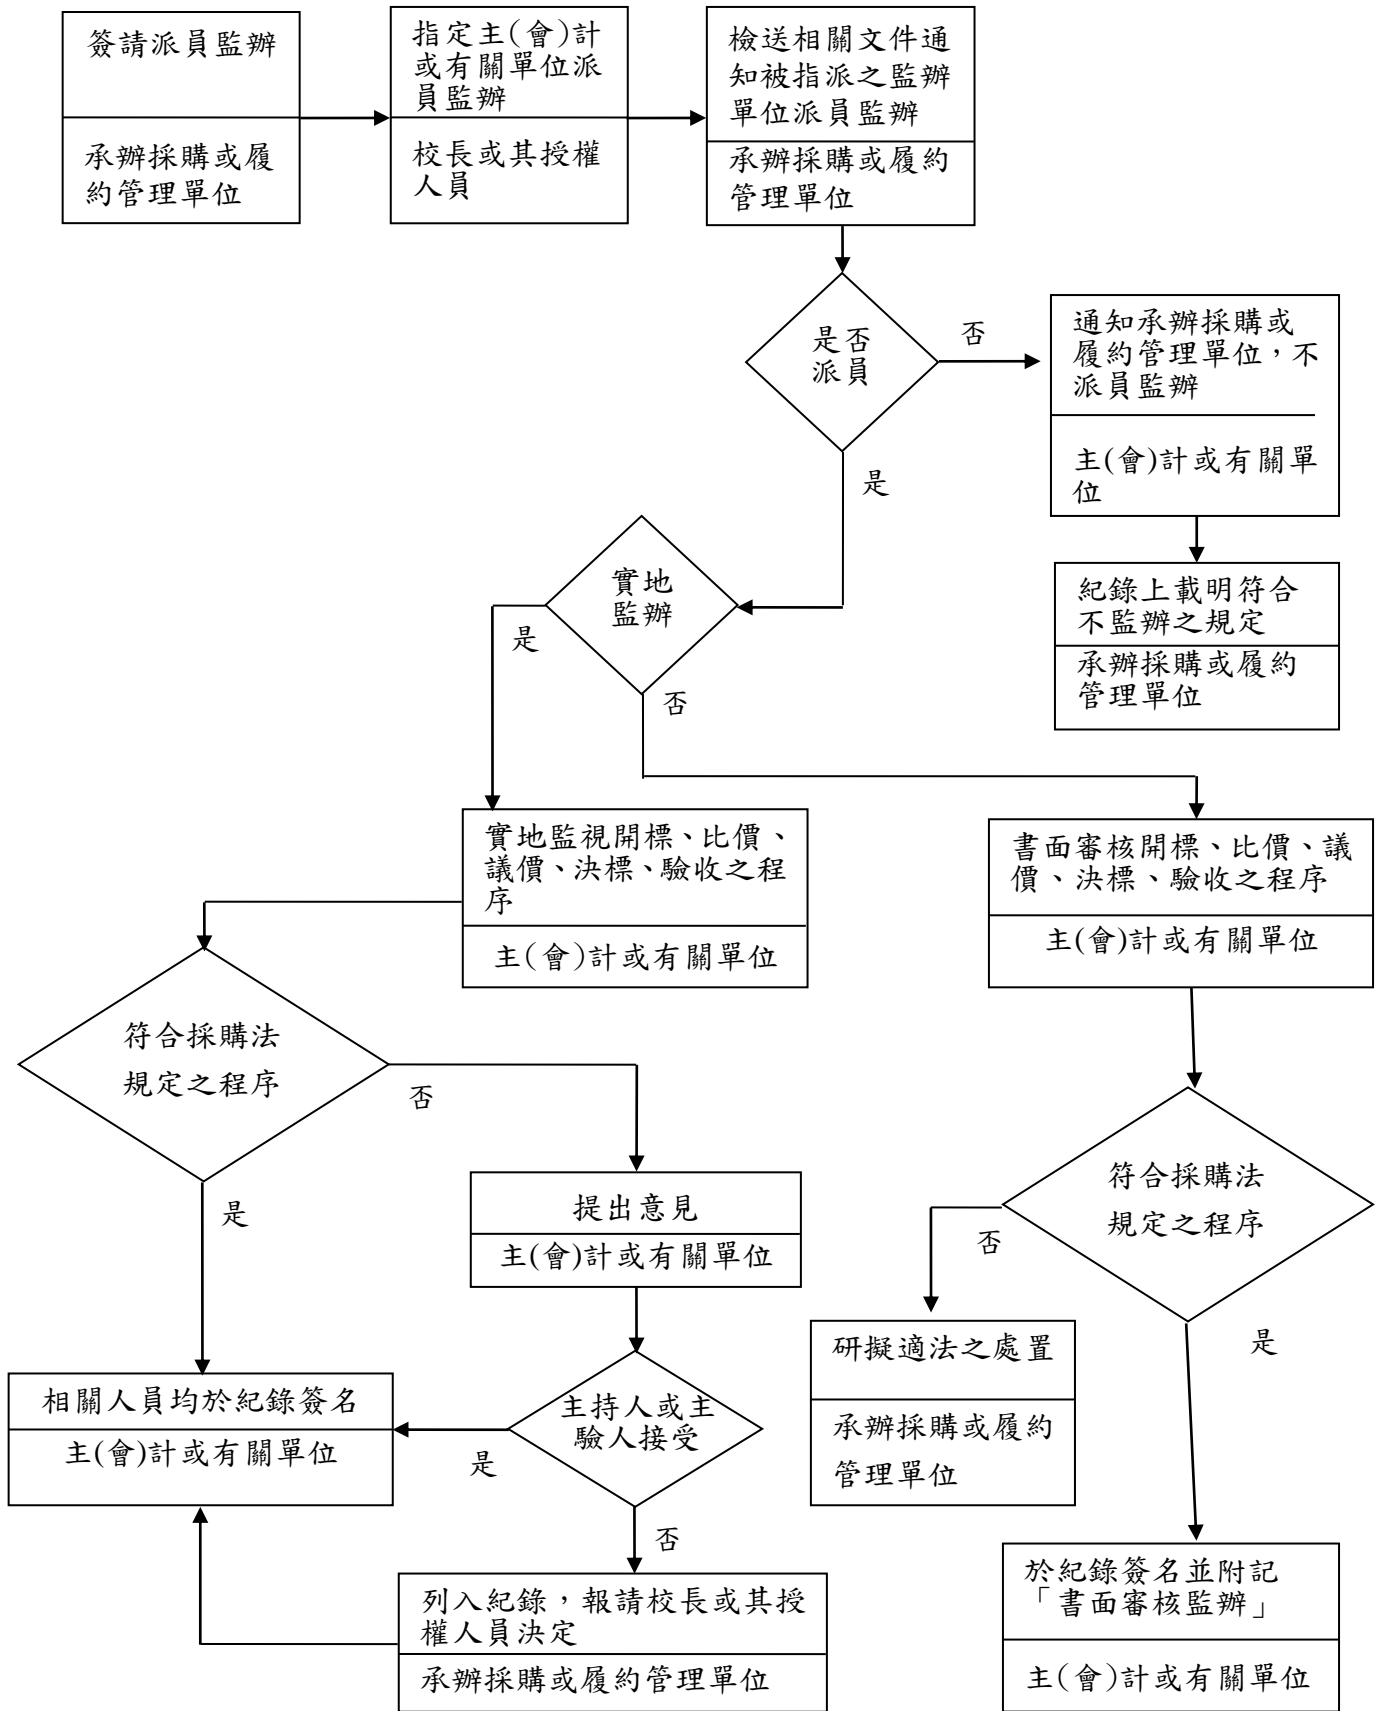 簽請派員監辦
承辦採購或履
約管理單位
指定主(會)計
或有關單位派
員監辦
校長或其授權
人員
檢送相關文件通
知被指派之監辦
單位派員監辦
承辦採購或履約
管理單位
是否
派員
否
通知承辦採購或
履約管理單位，不
派員監辦
主(會)計或有關單
位
是
紀錄上載明符合
不監辦之規定
承辦採購或履約
管理單位
實地
監辦
是
否
實地監視開標、比價、
議價、決標、驗收之程
序
主(會)計或有關單位
書面審核開標、比價、議
價、決標、驗收之程序
主(會)計或有關單位
符合採購法
規定之程序
否
是
提出意見
主(會)計或有關單位
符合採購法
規定之程序
否
是
研擬適法之處置
承辦採購或履約
管理單位
相關人員均於紀錄簽名
主(會)計或有關單位
主持人或主
驗人接受
是
否
列入紀錄，報請校長或其授
權人員決定
承辦採購或履約管理單位
於紀錄簽名並附記
「書面審核監辦」
主(會)計或有關單位